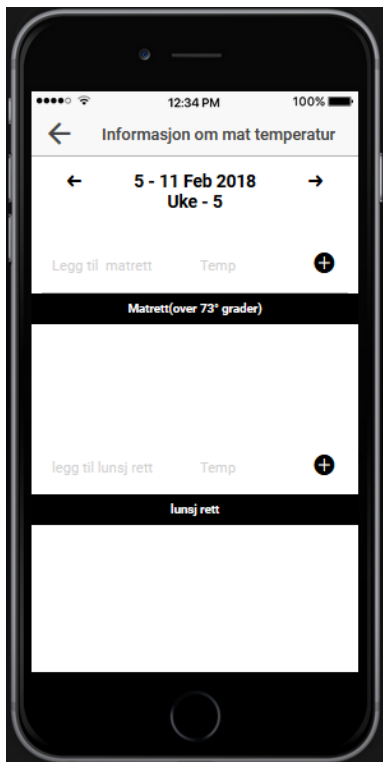 12:34 PM 100%
Informasjon om mat temperatur
5 - 11 Feb 2018
Uke - 5
Legg til matrett Temp
Matrett(over 73° grader)
legg til lunsj rett Temp
lunsj rett